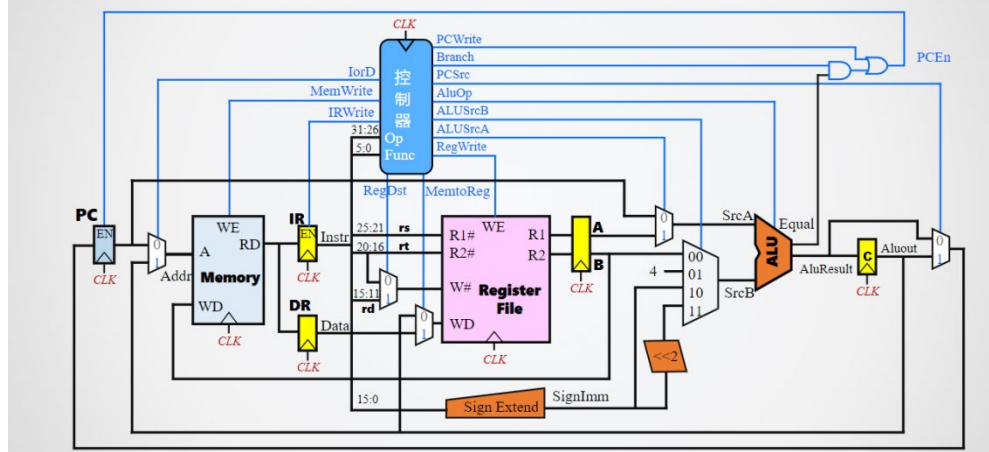 CLK
PCWrite
Branch
PCSrc
AluOp
ALUSrcB
ALUSrcA
RegWrite
PCEn
IorD
MemWrite
IRWrite
31:26
5:0
控制器
Op
Func
RegDst
MemtoReg
PC
EN
CLK
0
1
Addr
A
RD
Memory
WD
CLK
WE
IR
EN
Instr
CLK
DR
Data
CLK
25:21 rs
20:16 rt
15:11
rd
0
1
0
1
WE
R1#
R2#
W#
WD
R1
R2
Register
File
CLK
A
B
CLK
0
1
SrcA
4
00
01
10
11
SrcB
ALU
Equal
AluResult
C
CLK
Aluout
0
1
<<2
15:0
Sign Extend
SignImm